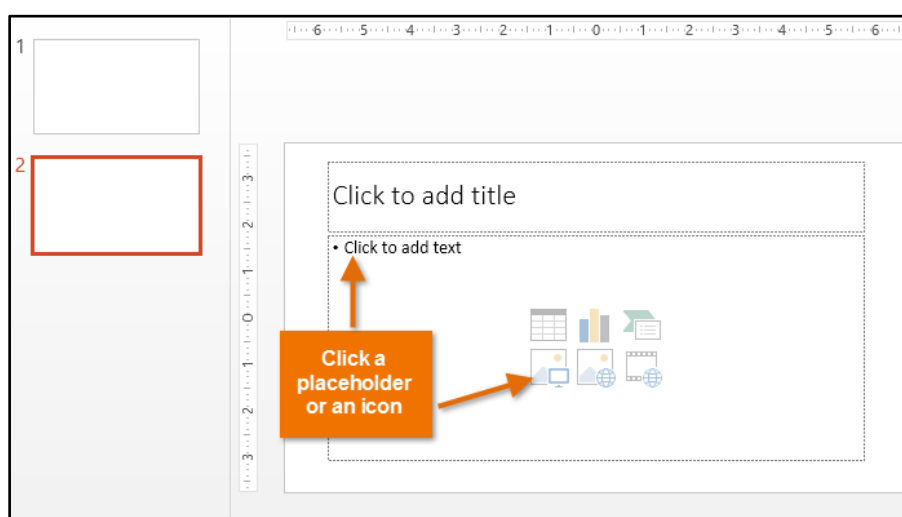 6 5 4 3 2 1 0 1 2 3 4 5 6
1
2
3 2 1 0 1 2 3
Click to add title
• Click to add text
Click a
placeholder
or an icon